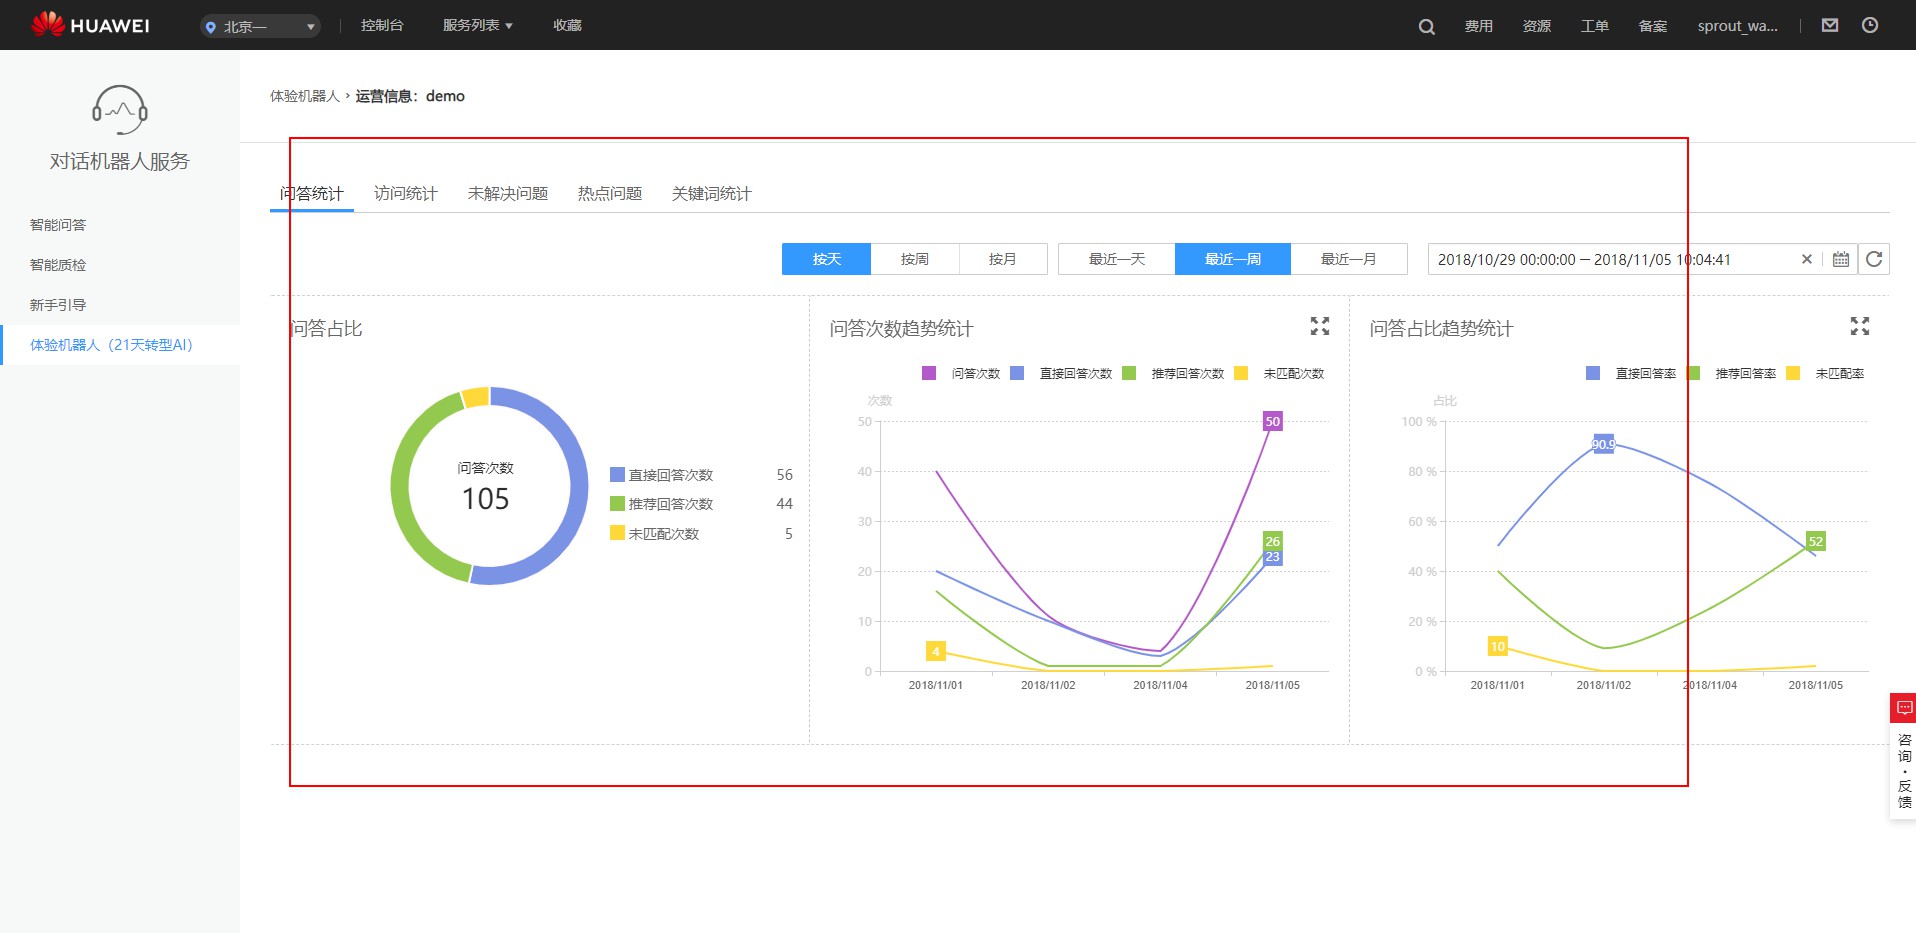 HUAWEI
北京一
控制台
服务列表
收藏
费用
资源
工单
备案
sprout_wa...
对话机器人服务
智能问答
智能质检
新手引导
体验机器人（21天转型AI）
体验机器人 › 运营信息：demo
问答统计 访问统计 未解决问题 热点问题 关键词统计
按天 按周 按月 最近一天 最近一周 最近一月 2018/10/29 00:00:00 — 2018/11/05 10:04:41
问答占比
问答次数
105
直接回答次数 56
推荐回答次数 44
未匹配次数 5
问答次数趋势统计
问答次数 直接回答次数 推荐回答次数 未匹配次数
次数
50
40
30
20
10
0
50
26
23
4
2018/11/01 2018/11/02 2018/11/04 2018/11/05
问答占比趋势统计
直接回答率 推荐回答率 未匹配率
占比
100 %
80 %
60 %
40 %
20 %
0 %
90.9
52
10
2018/11/01 2018/11/02 2018/11/04 2018/11/05
咨询·反馈